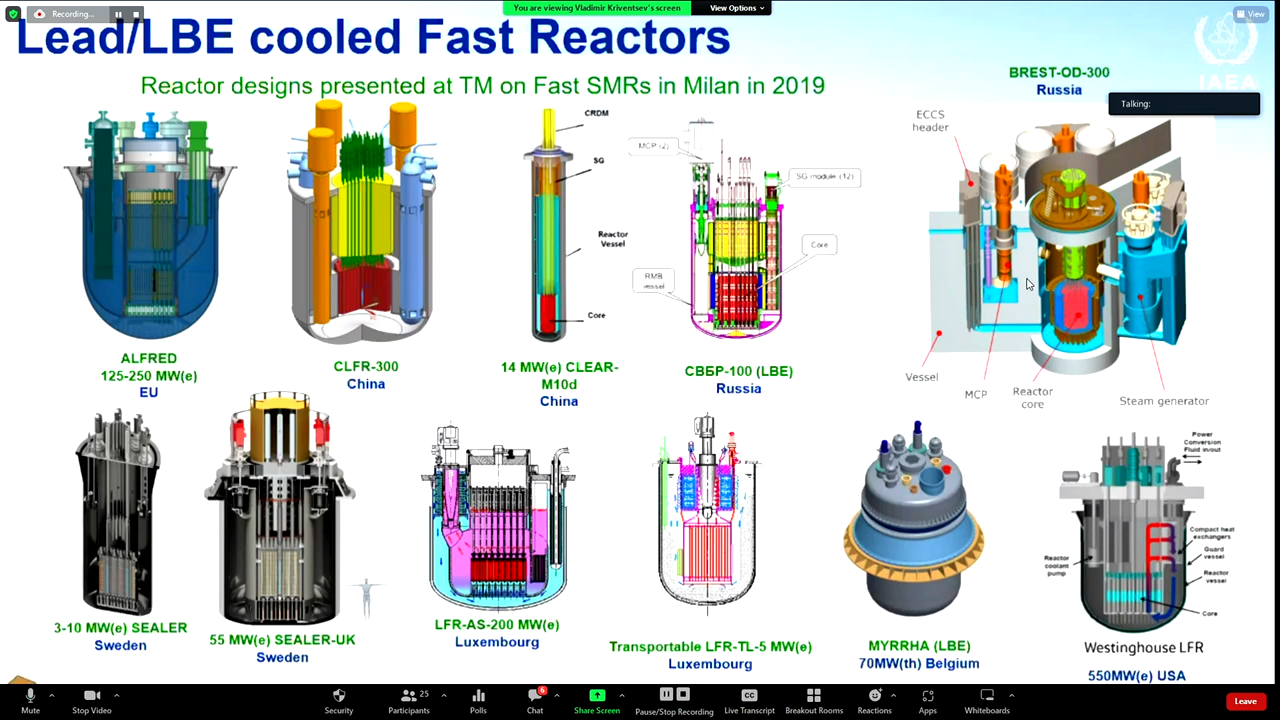 Recording...
You are viewing Vladimir Kriventsev's screen
View Options
View
Lead/LBE cooled Fast Reactors
IAEA
Reactor designs presented at TM on Fast SMRs in Milan in 2019
BREST-OD-300
Russia
Talking:
ECCS
header
CRDM
SG
Reactor
Vessel
Core
MCP (2)
SG module (12)
Core
RMB
vessel
Vessel
MCP
Reactor
core
Steam generator
ALFRED
125-250 MW(e)
EU
CLFR-300
China
14 MW(e) CLEAR-
M10d
China
СВБР-100 (LBE)
Russia
3-10 MW(e) SEALER
Sweden
55 MW(e) SEALER-UK
Sweden
LFR-AS-200 MW(e)
Luxembourg
Transportable LFR-TL-5 MW(e)
Luxembourg
MYRRHA (LBE)
70MW(th) Belgium
Power
Conversion
Fluid in/out
Compact heat
exchangers
Guard
vessel
Reactor
vessel
Core
Reactor
coolant
pump
Westinghouse LFR
550MW(e) USA
Mute
Stop Video
Security
25
Participants
Polls
6
Chat
Share Screen
Pause/Stop Recording
CC
Live Transcript
Breakout Rooms
Reactions
Apps
Whiteboards
Leave